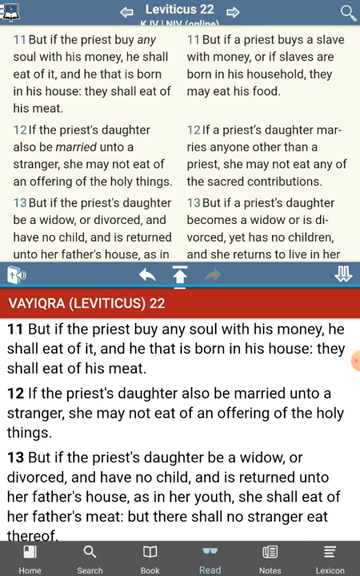 Leviticus 22
KJV | NIV (online)
11 But if the priest buy any
soul with his money, he shall
eat of it, and he that is born
in his house: they shall eat of
his meat.
12 If the priest's daughter
also be married unto a
stranger, she may not eat of
an offering of the holy things.
13 But if the priest's daughter
be a widow, or divorced, and
have no child, and is returned
unto her father's house, as in
11 But if a priest buys a slave
with money, or if slaves are
born in his household, they
may eat his food.
12 If a priest's daughter mar-
ries anyone other than a
priest, she may not eat any of
the sacred contributions.
13 But if a priest's daughter
becomes a widow or is di-
vorced, yet has no children,
and she returns to live in her
VAYIQRA (LEVITICUS) 22
11 But if the priest buy any soul with his money, he
shall eat of it, and he that is born in his house: they
shall eat of his meat.
12 If the priest's daughter also be married unto a
stranger, she may not eat of an offering of the holy
things.
13 But if the priest's daughter be a widow, or
divorced, and have no child, and is returned unto
her father's house, as in her youth, she shall eat of
her father's meat: but there shall no stranger eat
thereof.
Home
Search
Book
Read
Notes
Lexicon